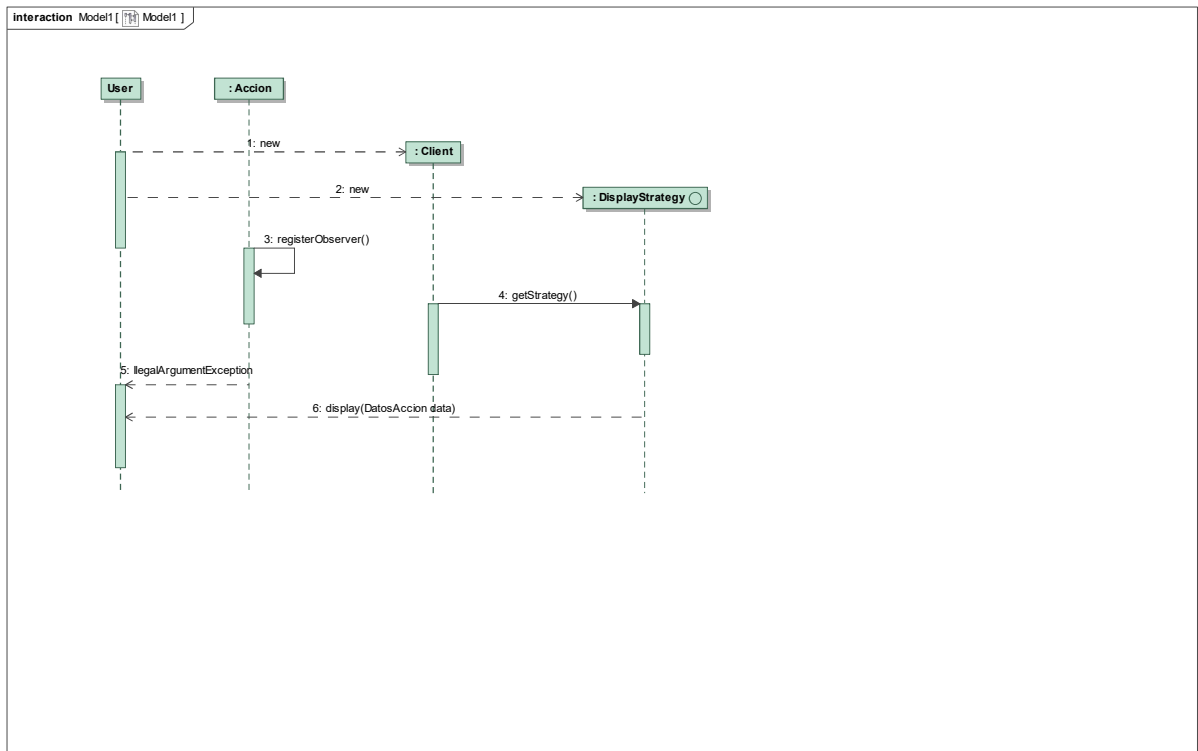 interaction Model1 [ Model1 ]
User
: Accion
1: new
: Client
2: new
: DisplayStrategy
3: registerObserver()
4: getStrategy()
5: IlegalArgumentException
6: display(DatosAccion data)